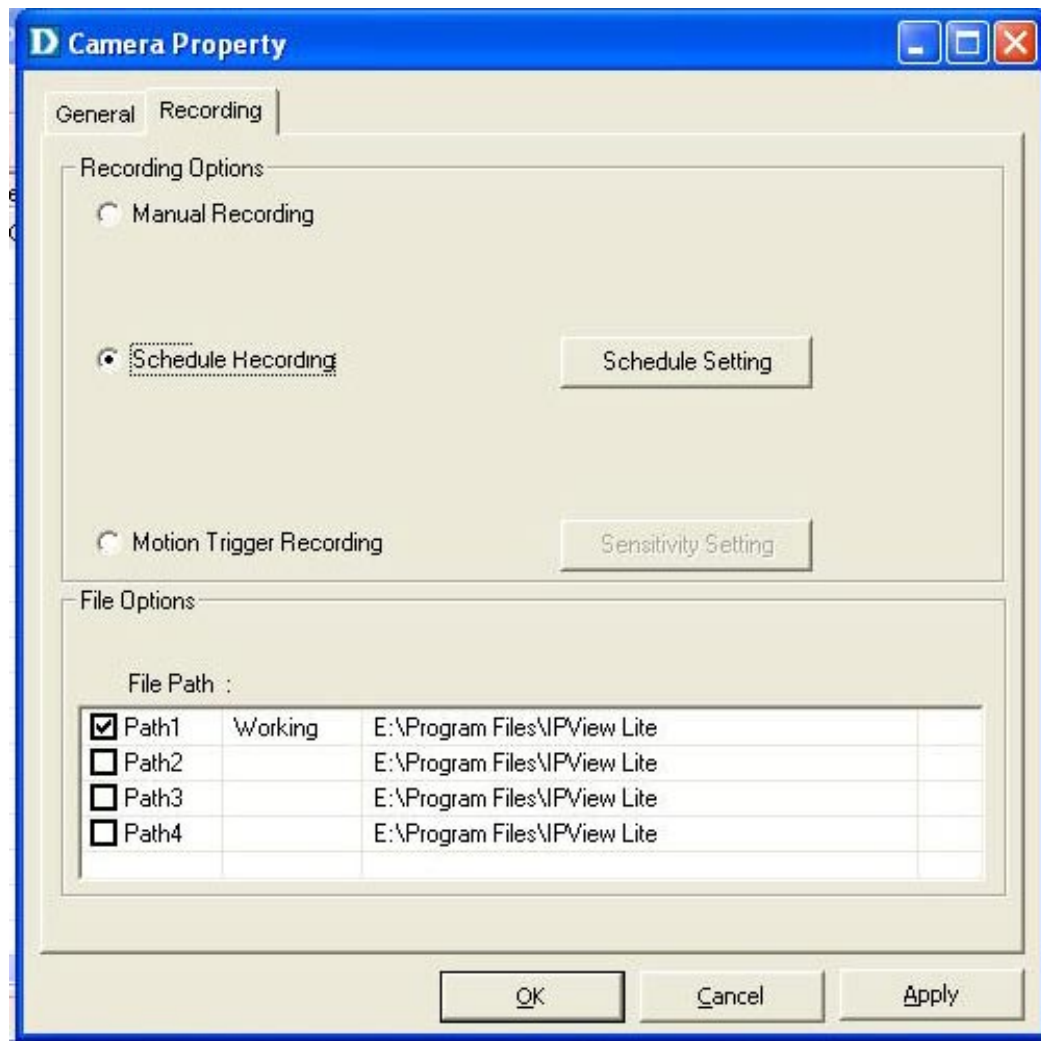 D Camera Property
General Recording
Recording Options
Manual Recording
Schedule Recording Schedule Setting
Motion Trigger Recording Sensitivity Setting
File Options
File Path :
Path1 Working E:\Program Files\IPView Lite
Path2 E:\Program Files\IPView Lite
Path3 E:\Program Files\IPView Lite
Path4 E:\Program Files\IPView Lite
OK Cancel Apply